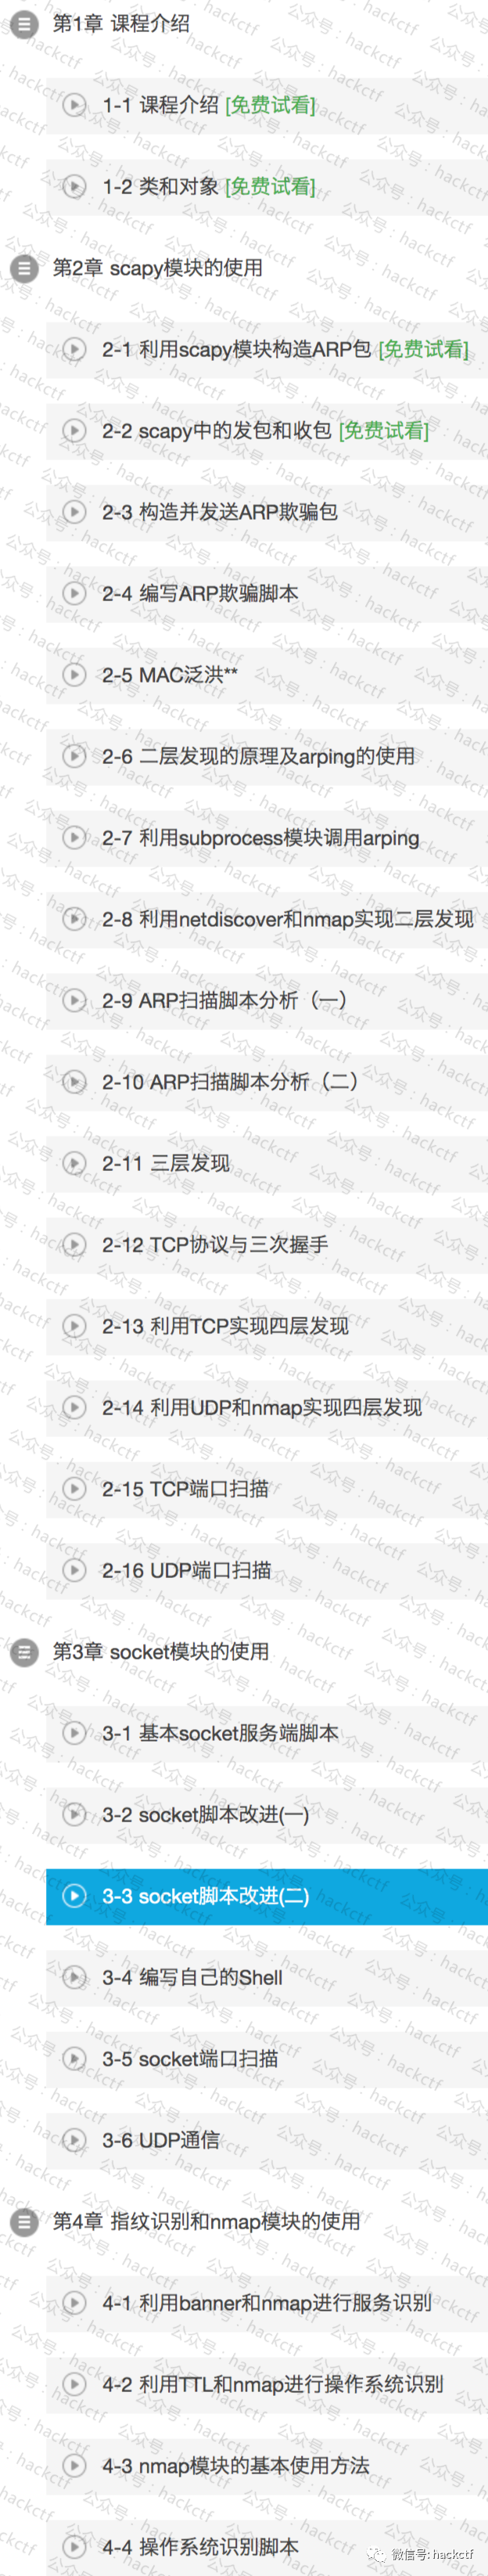 第1章 课程介绍
1-1 课程介绍 [免费试看]
1-2 类和对象 [免费试看]
第2章 scapy模块的使用
2-1 利用scapy模块构造ARP包 [免费试看]
2-2 scapy中的发包和收包 [免费试看]
2-3 构造并发送ARP欺骗包
2-4 编写ARP欺骗脚本
2-5 MAC泛洪**
2-6 二层发现的原理及arping的使用
2-7 利用subprocess模块调用arping
2-8 利用netdiscover和nmap实现二层发现
2-9 ARP扫描脚本分析（一）
2-10 ARP扫描脚本分析（二）
2-11 三层发现
2-12 TCP协议与三次握手
2-13 利用TCP实现四层发现
2-14 利用UDP和nmap实现四层发现
2-15 TCP端口扫描
2-16 UDP端口扫描
第3章 socket模块的使用
3-1 基本socket服务端脚本
3-2 socket脚本改进(一)
3-3 socket脚本改进(二)
3-4 编写自己的Shell
3-5 socket端口扫描
3-6 UDP通信
第4章 指纹识别和nmap模块的使用
4-1 利用banner和nmap进行服务识别
4-2 利用TTL和nmap进行操作系统识别
4-3 nmap模块的基本使用方法
4-4 操作系统识别脚本
微信号: hackctf
公众号：hackctf